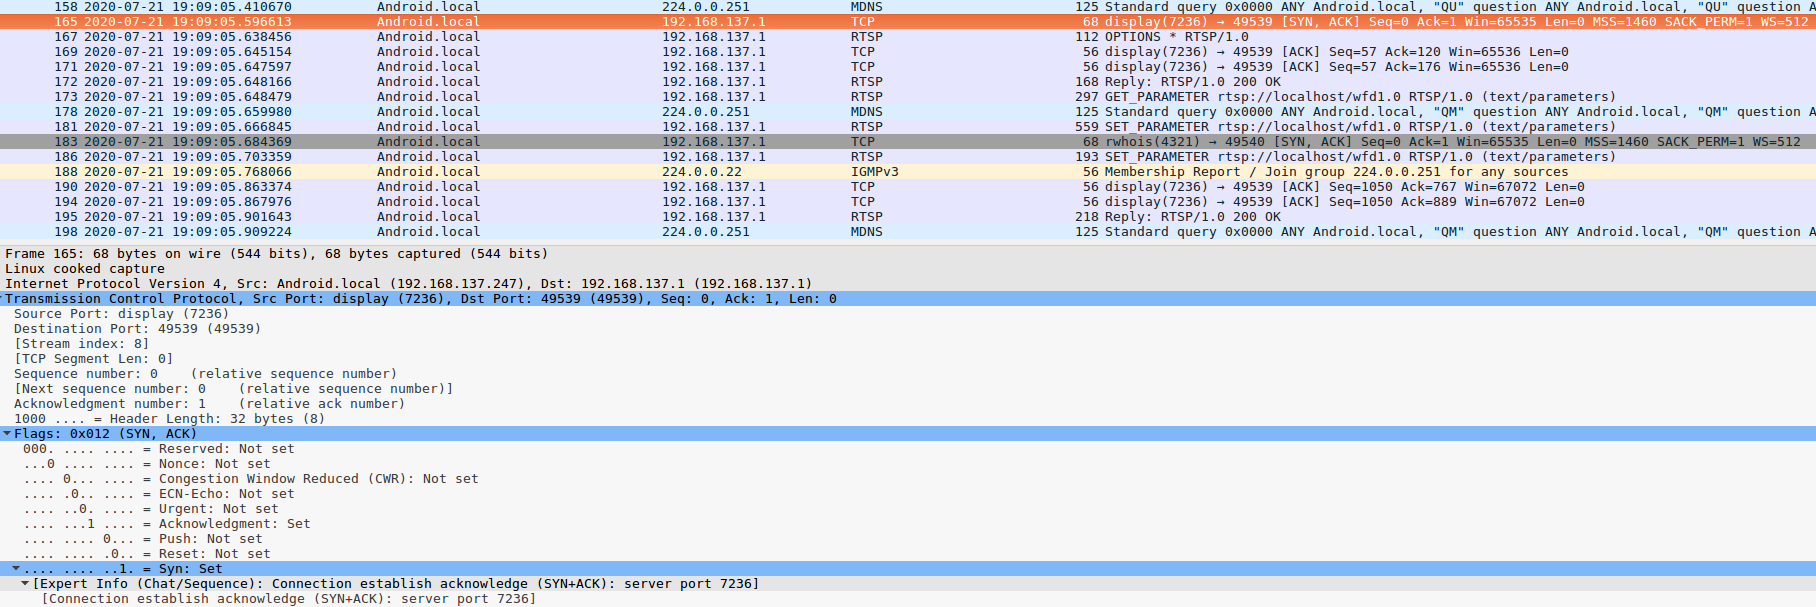 158 2020-07-21 19:09:05.410670 Android.local 224.0.0.251 MDNS 125 Standard query 0x0000 ANY Android.local, "QU" question ANY Android.local, "QU" question A
165 2020-07-21 19:09:05.596613 Android.local 192.168.137.1 TCP 68 display(7236) → 49539 [SYN, ACK] Seq=0 Ack=1 Win=65535 Len=0 MSS=1460 SACK_PERM=1 WS=512
167 2020-07-21 19:09:05.638456 Android.local 192.168.137.1 RTSP 112 OPTIONS * RTSP/1.0
169 2020-07-21 19:09:05.645154 Android.local 192.168.137.1 TCP 56 display(7236) → 49539 [ACK] Seq=57 Ack=120 Win=65536 Len=0
171 2020-07-21 19:09:05.647597 Android.local 192.168.137.1 TCP 56 display(7236) → 49539 [ACK] Seq=57 Ack=176 Win=65536 Len=0
172 2020-07-21 19:09:05.648166 Android.local 192.168.137.1 RTSP 168 Reply: RTSP/1.0 200 OK
173 2020-07-21 19:09:05.648479 Android.local 192.168.137.1 RTSP 297 GET_PARAMETER rtsp://localhost/wfd1.0 RTSP/1.0 (text/parameters)
178 2020-07-21 19:09:05.659980 Android.local 224.0.0.251 MDNS 125 Standard query 0x0000 ANY Android.local, "QM" question ANY Android.local, "QM" question A
181 2020-07-21 19:09:05.666845 Android.local 192.168.137.1 RTSP 559 SET_PARAMETER rtsp://localhost/wfd1.0 RTSP/1.0 (text/parameters)
183 2020-07-21 19:09:05.684369 Android.local 192.168.137.1 TCP 68 rwhois(4321) → 49540 [SYN, ACK] Seq=0 Ack=1 Win=65535 Len=0 MSS=1460 SACK_PERM=1 WS=512
186 2020-07-21 19:09:05.703359 Android.local 192.168.137.1 RTSP 193 SET_PARAMETER rtsp://localhost/wfd1.0 RTSP/1.0 (text/parameters)
188 2020-07-21 19:09:05.768066 Android.local 224.0.0.22 IGMPv3 56 Membership Report / Join group 224.0.0.251 for any sources
190 2020-07-21 19:09:05.863374 Android.local 192.168.137.1 TCP 56 display(7236) → 49539 [ACK] Seq=1050 Ack=767 Win=67072 Len=0
194 2020-07-21 19:09:05.867976 Android.local 192.168.137.1 TCP 56 display(7236) → 49539 [ACK] Seq=1050 Ack=889 Win=67072 Len=0
195 2020-07-21 19:09:05.901643 Android.local 192.168.137.1 RTSP 218 Reply: RTSP/1.0 200 OK
198 2020-07-21 19:09:05.909224 Android.local 224.0.0.251 MDNS 125 Standard query 0x0000 ANY Android.local, "QM" question ANY Android.local, "QM" question A
Frame 165: 68 bytes on wire (544 bits), 68 bytes captured (544 bits)
Linux cooked capture
Internet Protocol Version 4, Src: Android.local (192.168.137.247), Dst: 192.168.137.1 (192.168.137.1)
Transmission Control Protocol, Src Port: display (7236), Dst Port: 49539 (49539), Seq: 0, Ack: 1, Len: 0
Source Port: display (7236)
Destination Port: 49539 (49539)
[Stream index: 8]
[TCP Segment Len: 0]
Sequence number: 0 (relative sequence number)
[Next sequence number: 0 (relative sequence number)]
Acknowledgment number: 1 (relative ack number)
1000 .... = Header Length: 32 bytes (8)
Flags: 0x012 (SYN, ACK)
000. .... .... = Reserved: Not set
...0 .... .... = Nonce: Not set
.... 0... .... = Congestion Window Reduced (CWR): Not set
.... .0.. .... = ECN-Echo: Not set
.... ..0. .... = Urgent: Not set
.... ...1 .... = Acknowledgment: Set
.... .... 0... = Push: Not set
.... .... .0.. = Reset: Not set
.... .... ..1. = Syn: Set
[Expert Info (Chat/Sequence): Connection establish acknowledge (SYN+ACK): server port 7236]
[Connection establish acknowledge (SYN+ACK): server port 7236]